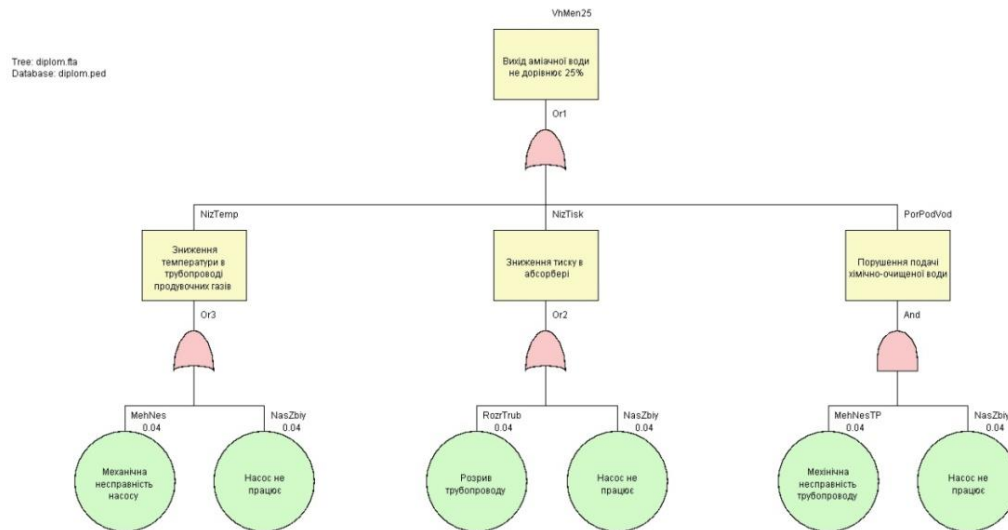 VhMen25
Tree: diplom.fta
Database: diplom.ped
Вихід аміачної води
не дорівнює 25%
Or1
NizTemp
NizTisk
PorPodVod
Зниження
температури в
трубопроводі
продувочних газів
Зниження тиску в
абсорбері
Порушення подачі
хімічно-очищеної води
Or3
Or2
And
MehNes
0.04
NasZbiy
0.04
RozrTrub
0.04
NasZbiy
0.04
MehNesTP
0.04
NasZbiy
0.04
Механічна
несправність
насосу
Насос не
працює
Розрив
трубопроводу
Насос не
працює
Мехінічна
несправність
трубопроводу
Насос не
працює